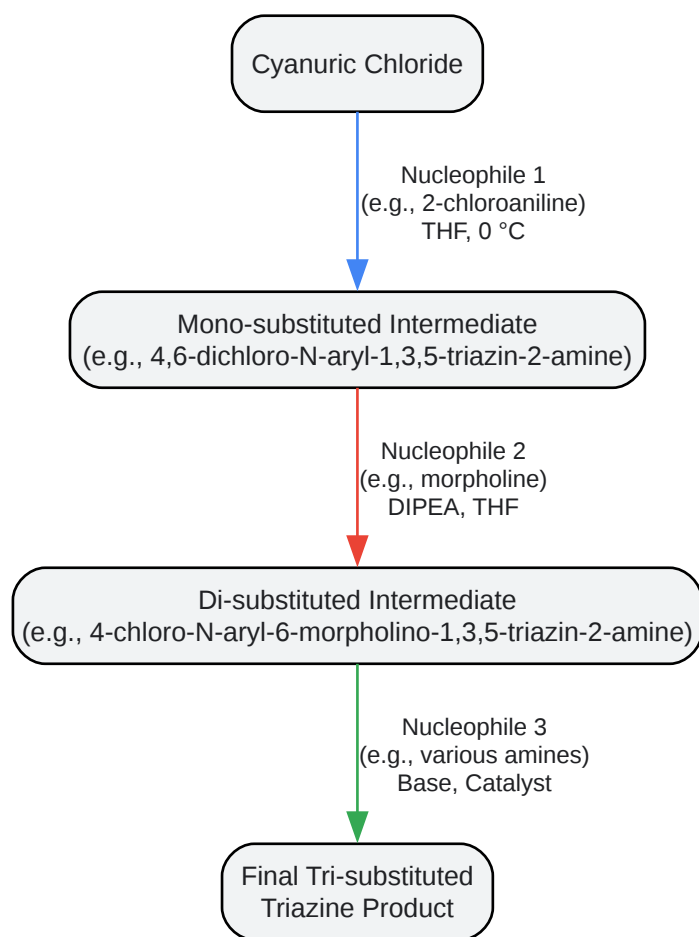 Cyanuric Chloride
Nucleophile 1
(e.g., 2-chloroaniline)
THF, 0 °C
Mono-substituted Intermediate
(e.g., 4,6-dichloro-N-aryl-1,3,5-triazin-2-amine)
Nucleophile 2
(e.g., morpholine)
DIPEA, THF
Di-substituted Intermediate
(e.g., 4-chloro-N-aryl-6-morpholino-1,3,5-triazin-2-amine)
Nucleophile 3
(e.g., various amines)
Base, Catalyst
Final Tri-substituted
Triazine Product